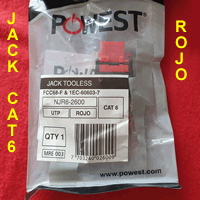 JACK CAT6
ROJO
POWEST
JACK TOOLESS
FCC68-F & 1EC-60603-7
NJR6-2600
CAT 6
UTP
ROJO
QTY 1
MRE 003
7703240026009
www.powest.com